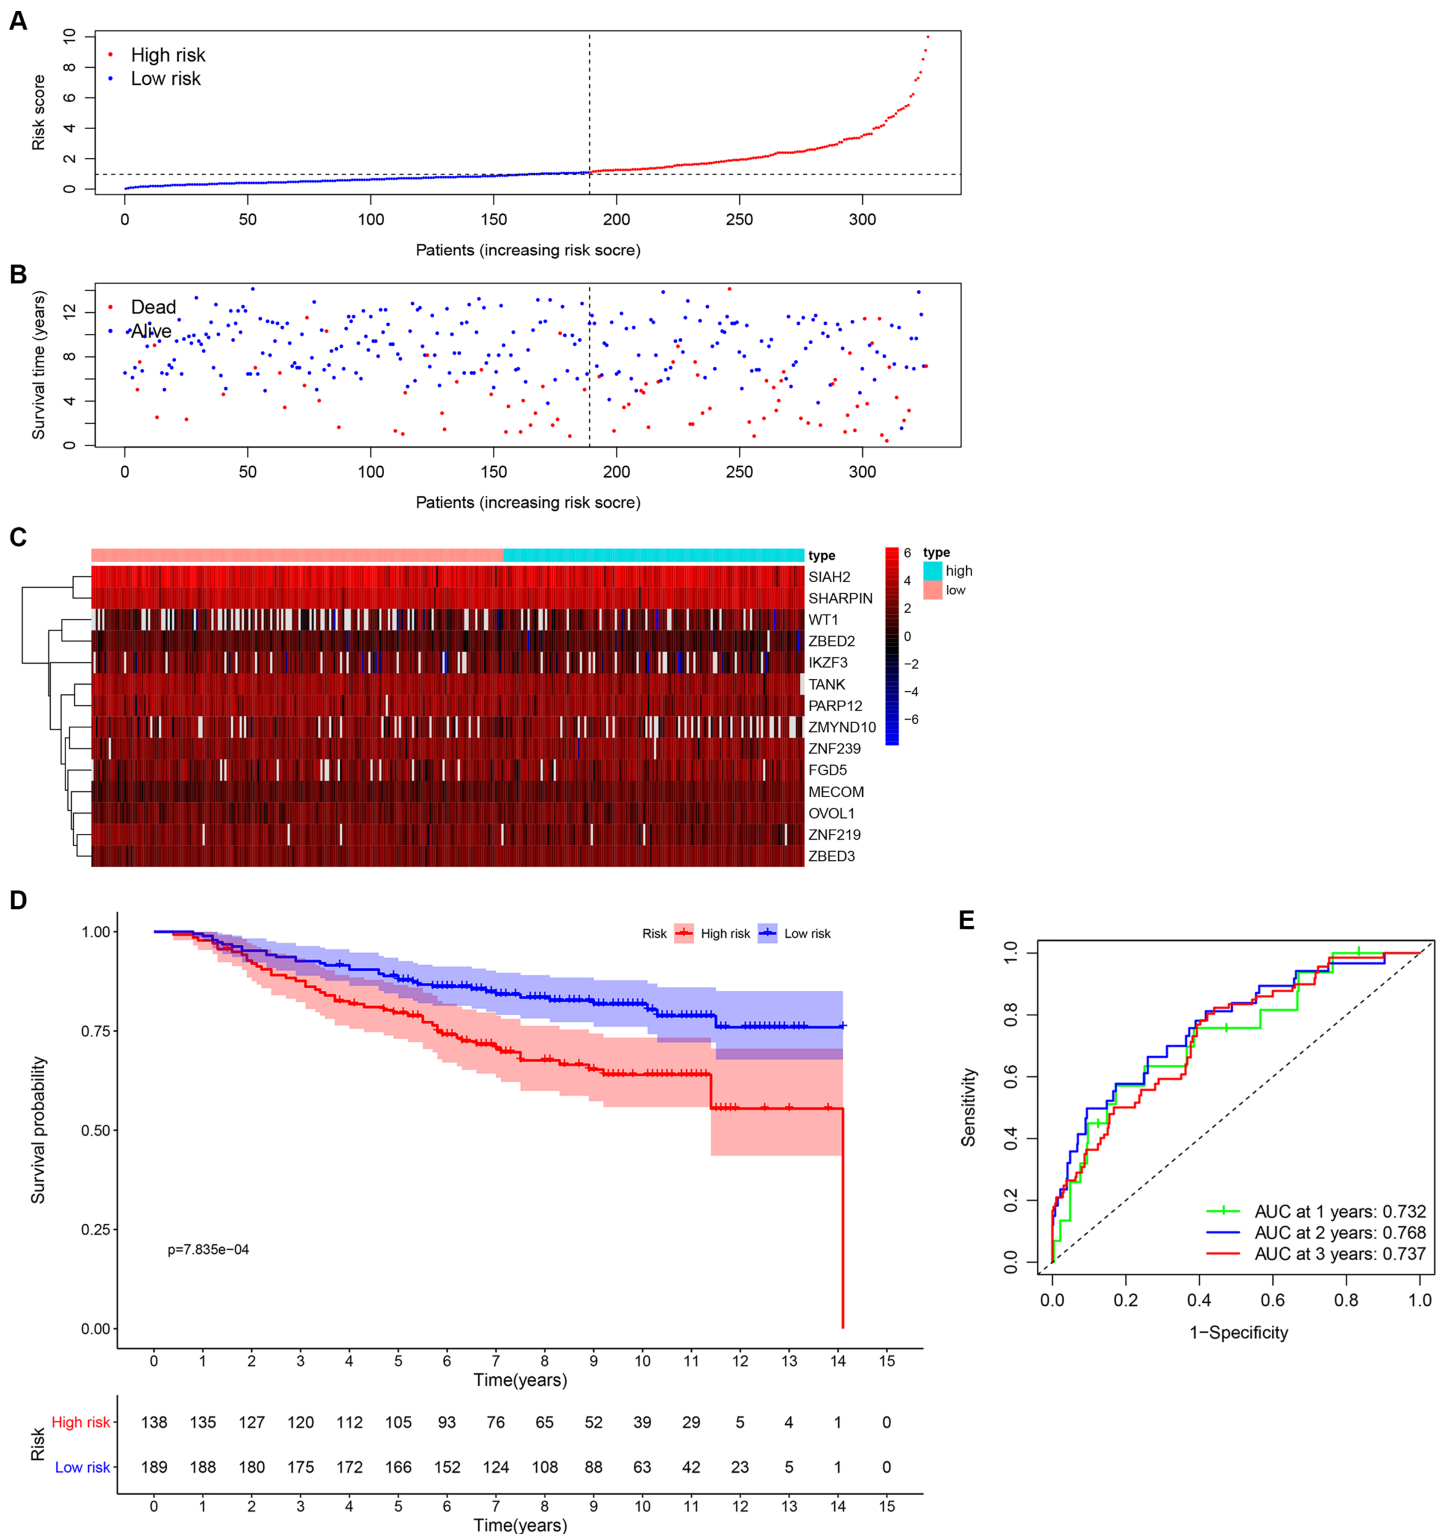 A
High risk
Low risk
Risk score
0 2 4 6 8 10
0 50 100 150 200 250 300
Patients (increasing risk socre)
B
Dead
Alive
Survival time (years)
0 4 8 12
0 50 100 150 200 250 300
Patients (increasing risk socre)
C
type
SIAH2
SHARPIN
WT1
ZBED2
IKZF3
TANK
PARP12
ZMYND10
ZNF239
FGD5
MECOM
OVOL1
ZNF219
ZBED3
6
4
2
0
−2
−4
−6
type
high
low
D
Risk High risk Low risk
Survival probability
1.00
0.75
0.50
0.25
0.00
p=7.835e−04
0 1 2 3 4 5 6 7 8 9 10 11 12 13 14 15
Time(years)
Risk
High risk 138 135 127 120 112 105 93 76 65 52 39 29 5 4 1 0
Low risk 189 188 180 175 172 166 152 124 108 88 63 42 23 5 1 0
0 1 2 3 4 5 6 7 8 9 10 11 12 13 14 15
Time(years)
E
Sensitivity
0.0 0.2 0.4 0.6 0.8 1.0
AUC at 1 years: 0.732
AUC at 2 years: 0.768
AUC at 3 years: 0.737
0.0 0.2 0.4 0.6 0.8 1.0
1−Specificity